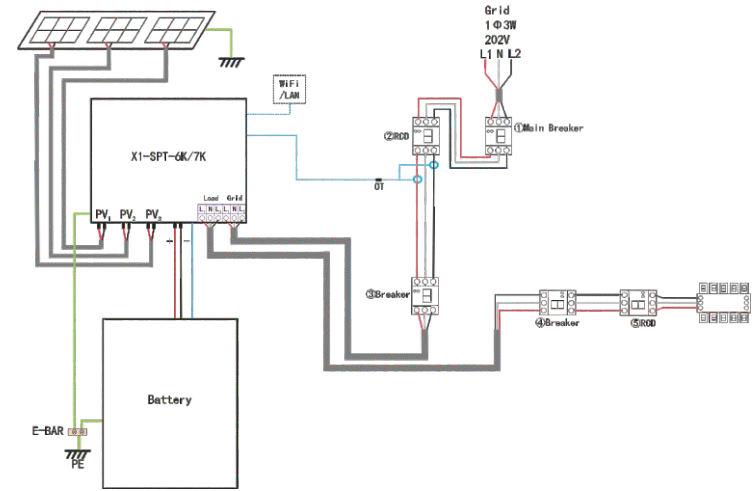 Grid
1Φ3W
202V
L1 N L2
WiFi
/LAN
①Main Breaker
②RCD
X1-SPT-6K/7K
CT
Load Grid
L N L L N L
PV1 PV2 PV3
+ -
③Breaker
④Breaker
⑤RCD
Battery
E-BAR
PE